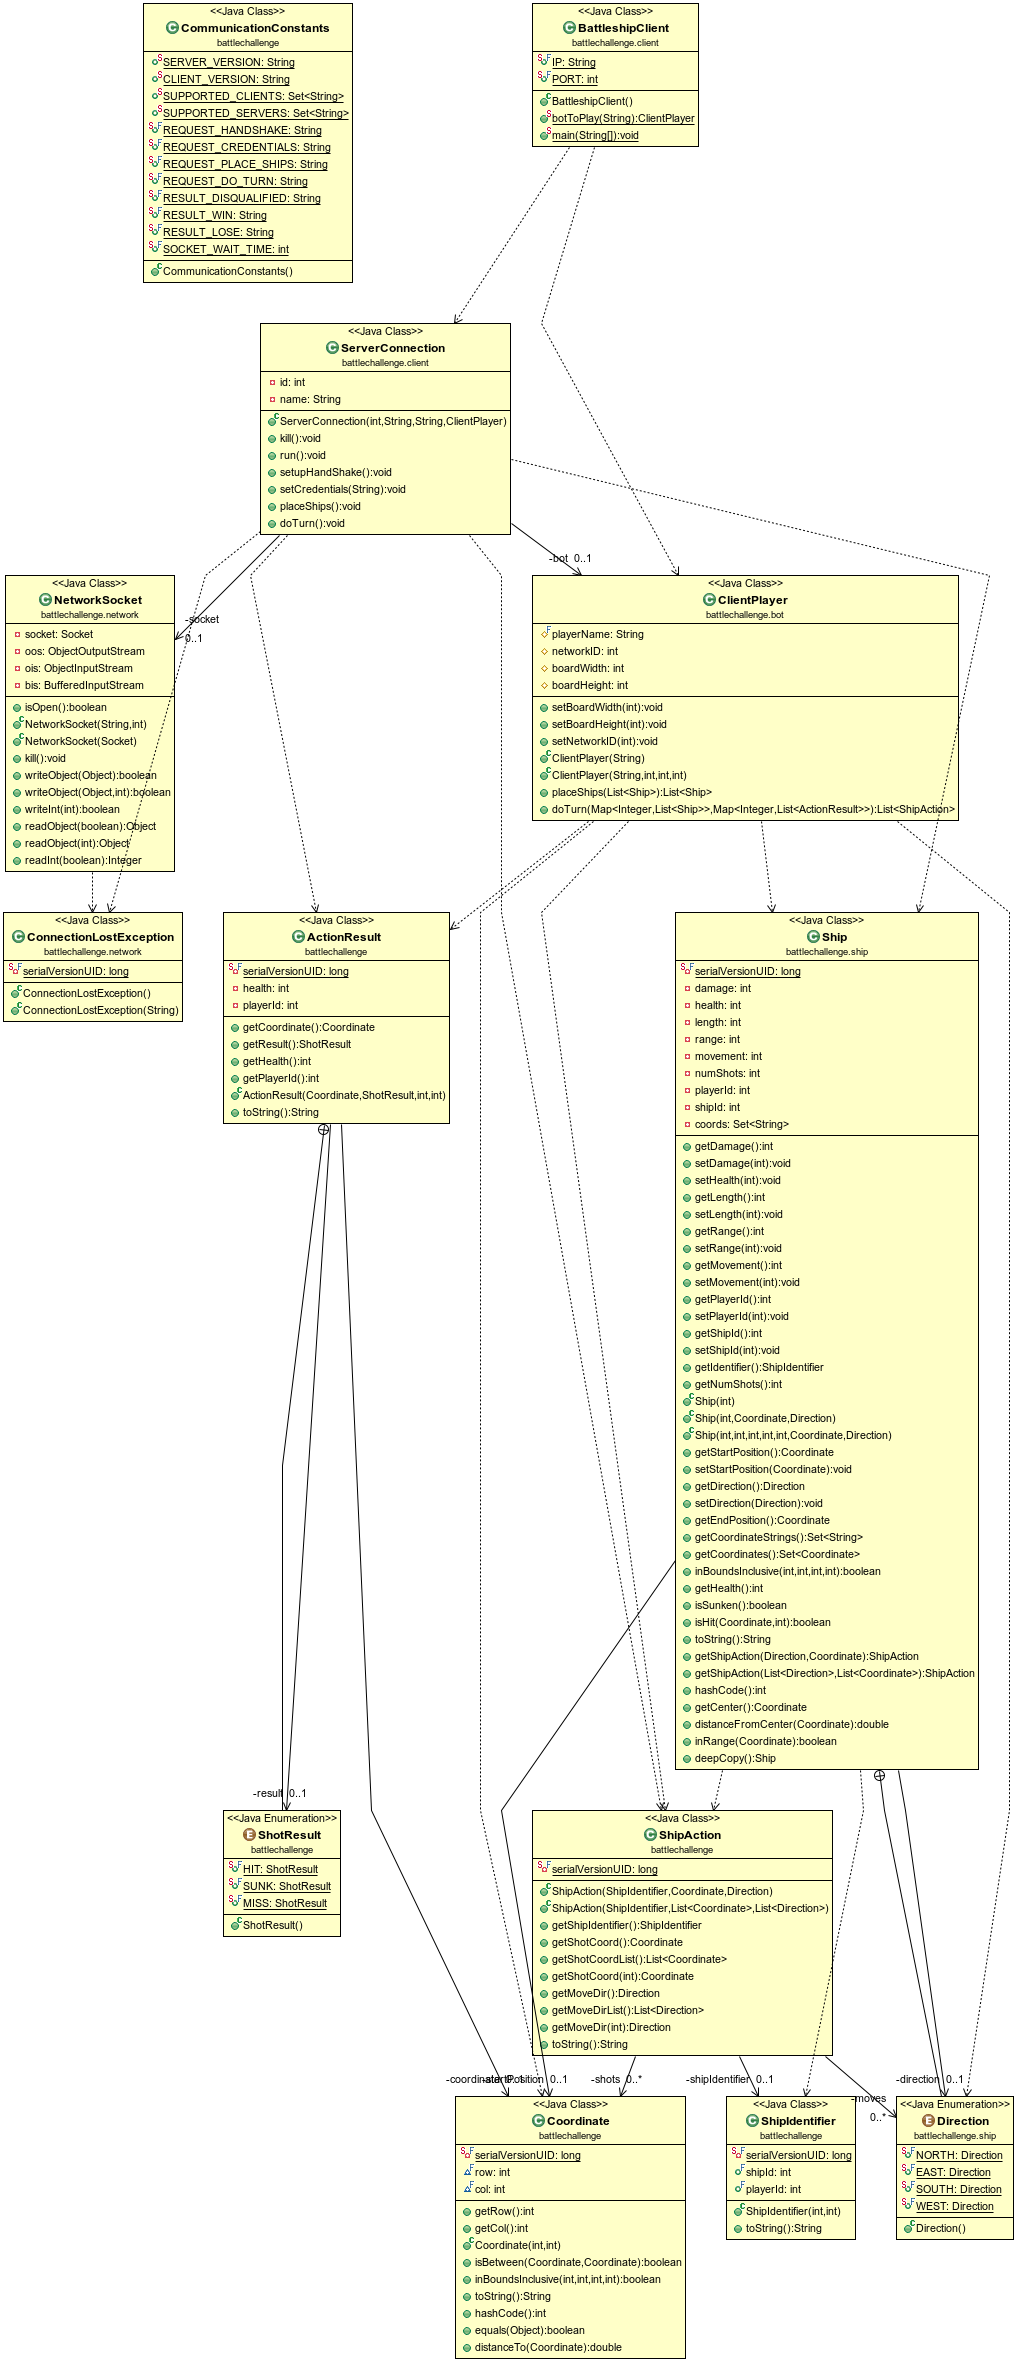 <<Java Class>>
CommunicationConstants
battlechallenge
SERVER_VERSION: String
CLIENT_VERSION: String
SUPPORTED_CLIENTS: Set<String>
SUPPORTED_SERVERS: Set<String>
REQUEST_HANDSHAKE: String
REQUEST_CREDENTIALS: String
REQUEST_PLACE_SHIPS: String
REQUEST_DO_TURN: String
RESULT_DISQUALIFIED: String
RESULT_WIN: String
RESULT_LOSE: String
SOCKET_WAIT_TIME: int
CommunicationConstants()
<<Java Class>>
BattleshipClient
battlechallenge.client
IP: String
PORT: int
BattleshipClient()
botToPlay(String):ClientPlayer
main(String[]):void
<<Java Class>>
ServerConnection
battlechallenge.client
id: int
name: String
ServerConnection(int,String,String,ClientPlayer)
kill():void
run():void
setupHandShake():void
setCredentials(String):void
placeShips():void
doTurn():void
-bot 0..1
-socket
0..1
<<Java Class>>
NetworkSocket
battlechallenge.network
socket: Socket
oos: ObjectOutputStream
ois: ObjectInputStream
bis: BufferedInputStream
isOpen():boolean
NetworkSocket(String,int)
NetworkSocket(Socket)
kill():void
writeObject(Object):boolean
writeObject(Object,int):boolean
writeInt(int):boolean
readObject(boolean):Object
readObject(int):Object
readInt(boolean):Integer
<<Java Class>>
ClientPlayer
battlechallenge.bot
playerName: String
networkID: int
boardWidth: int
boardHeight: int
setBoardWidth(int):void
setBoardHeight(int):void
setNetworkID(int):void
ClientPlayer(String)
ClientPlayer(String,int,int,int)
placeShips(List<Ship>):List<Ship>
doTurn(Map<Integer,List<Ship>>,Map<Integer,List<ActionResult>>):List<ShipAction>
<<Java Class>>
ConnectionLostException
battlechallenge.network
serialVersionUID: long
ConnectionLostException()
ConnectionLostException(String)
<<Java Class>>
ActionResult
battlechallenge
serialVersionUID: long
health: int
playerId: int
getCoordinate():Coordinate
getResult():ShotResult
getHealth():int
getPlayerId():int
ActionResult(Coordinate,ShotResult,int,int)
toString():String
<<Java Class>>
Ship
battlechallenge.ship
serialVersionUID: long
damage: int
health: int
length: int
range: int
movement: int
numShots: int
playerId: int
shipId: int
coords: Set<String>
getDamage():int
setDamage(int):void
setHealth(int):void
getLength():int
setLength(int):void
getRange():int
setRange(int):void
getMovement():int
setMovement(int):void
getPlayerId():int
setPlayerId(int):void
getShipId():int
setShipId(int):void
getIdentifier():ShipIdentifier
getNumShots():int
Ship(int)
Ship(int,Coordinate,Direction)
Ship(int,int,int,int,int,Coordinate,Direction)
getStartPosition():Coordinate
setStartPosition(Coordinate):void
getDirection():Direction
setDirection(Direction):void
getEndPosition():Coordinate
getCoordinateStrings():Set<String>
getCoordinates():Set<Coordinate>
inBoundsInclusive(int,int,int,int):boolean
getHealth():int
isSunken():boolean
isHit(Coordinate,int):boolean
toString():String
getShipAction(Direction,Coordinate):ShipAction
getShipAction(List<Direction>,List<Coordinate>):ShipAction
hashCode():int
getCenter():Coordinate
distanceFromCenter(Coordinate):double
inRange(Coordinate):boolean
deepCopy():Ship
-result 0..1
<<Java Enumeration>>
ShotResult
battlechallenge
HIT: ShotResult
SUNK: ShotResult
MISS: ShotResult
ShotResult()
<<Java Class>>
ShipAction
battlechallenge
serialVersionUID: long
ShipAction(ShipIdentifier,Coordinate,Direction)
ShipAction(ShipIdentifier,List<Coordinate>,List<Direction>)
getShipIdentifier():ShipIdentifier
getShotCoord():Coordinate
getShotCoordList():List<Coordinate>
getShotCoord(int):Coordinate
getMoveDir():Direction
getMoveDirList():List<Direction>
getMoveDir(int):Direction
toString():String
-coordinate 0..1
-startPosition 0..1
-shots 0..*
-shipIdentifier 0..1
-moves
0..*
-direction 0..1
<<Java Class>>
Coordinate
battlechallenge
serialVersionUID: long
row: int
col: int
getRow():int
getCol():int
Coordinate(int,int)
isBetween(Coordinate,Coordinate):boolean
inBoundsInclusive(int,int,int,int):boolean
toString():String
hashCode():int
equals(Object):boolean
distanceTo(Coordinate):double
<<Java Class>>
ShipIdentifier
battlechallenge
serialVersionUID: long
shipId: int
playerId: int
ShipIdentifier(int,int)
toString():String
<<Java Enumeration>>
Direction
battlechallenge.ship
NORTH: Direction
EAST: Direction
SOUTH: Direction
WEST: Direction
Direction()